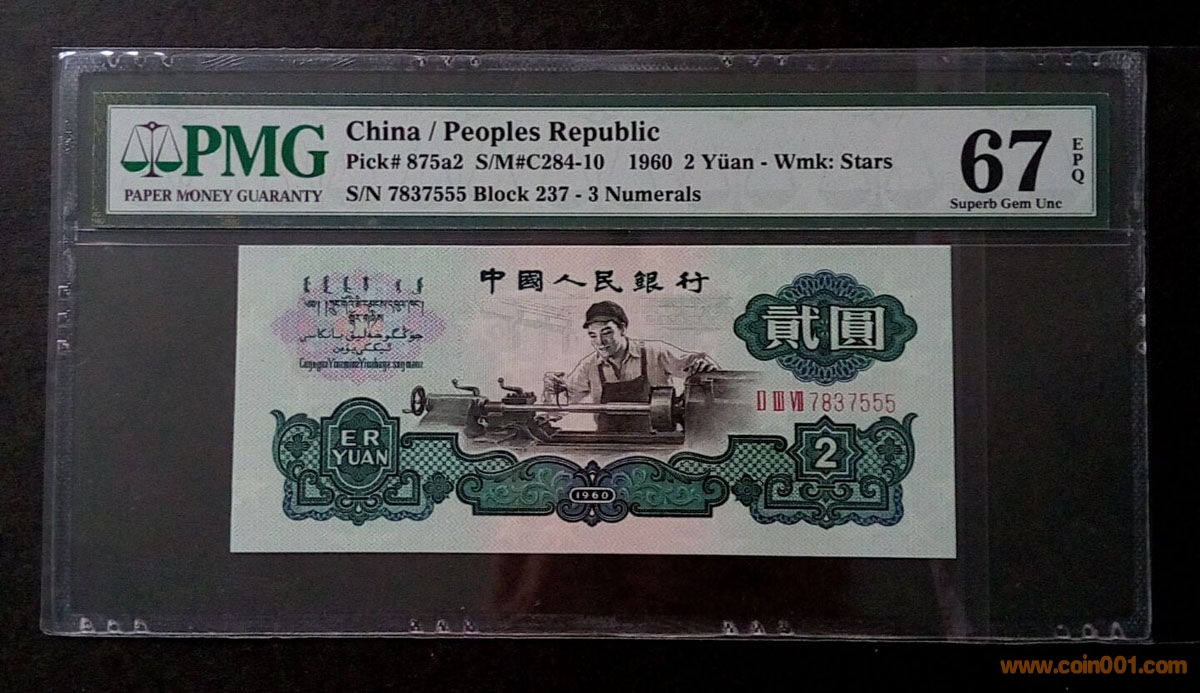 PMG
PAPER MONEY GUARANTY
China / Peoples Republic
Pick# 875a2 S/M#C284-10 1960 2 Yüan - Wmk: Stars
S/N 7837555 Block 237 - 3 Numerals
67
EPQ
Superb Gem Unc
中國人民銀行
貳圓
Ⅱ Ⅲ Ⅶ 7837555
ER
YUAN
2
1960
www.coin001.com